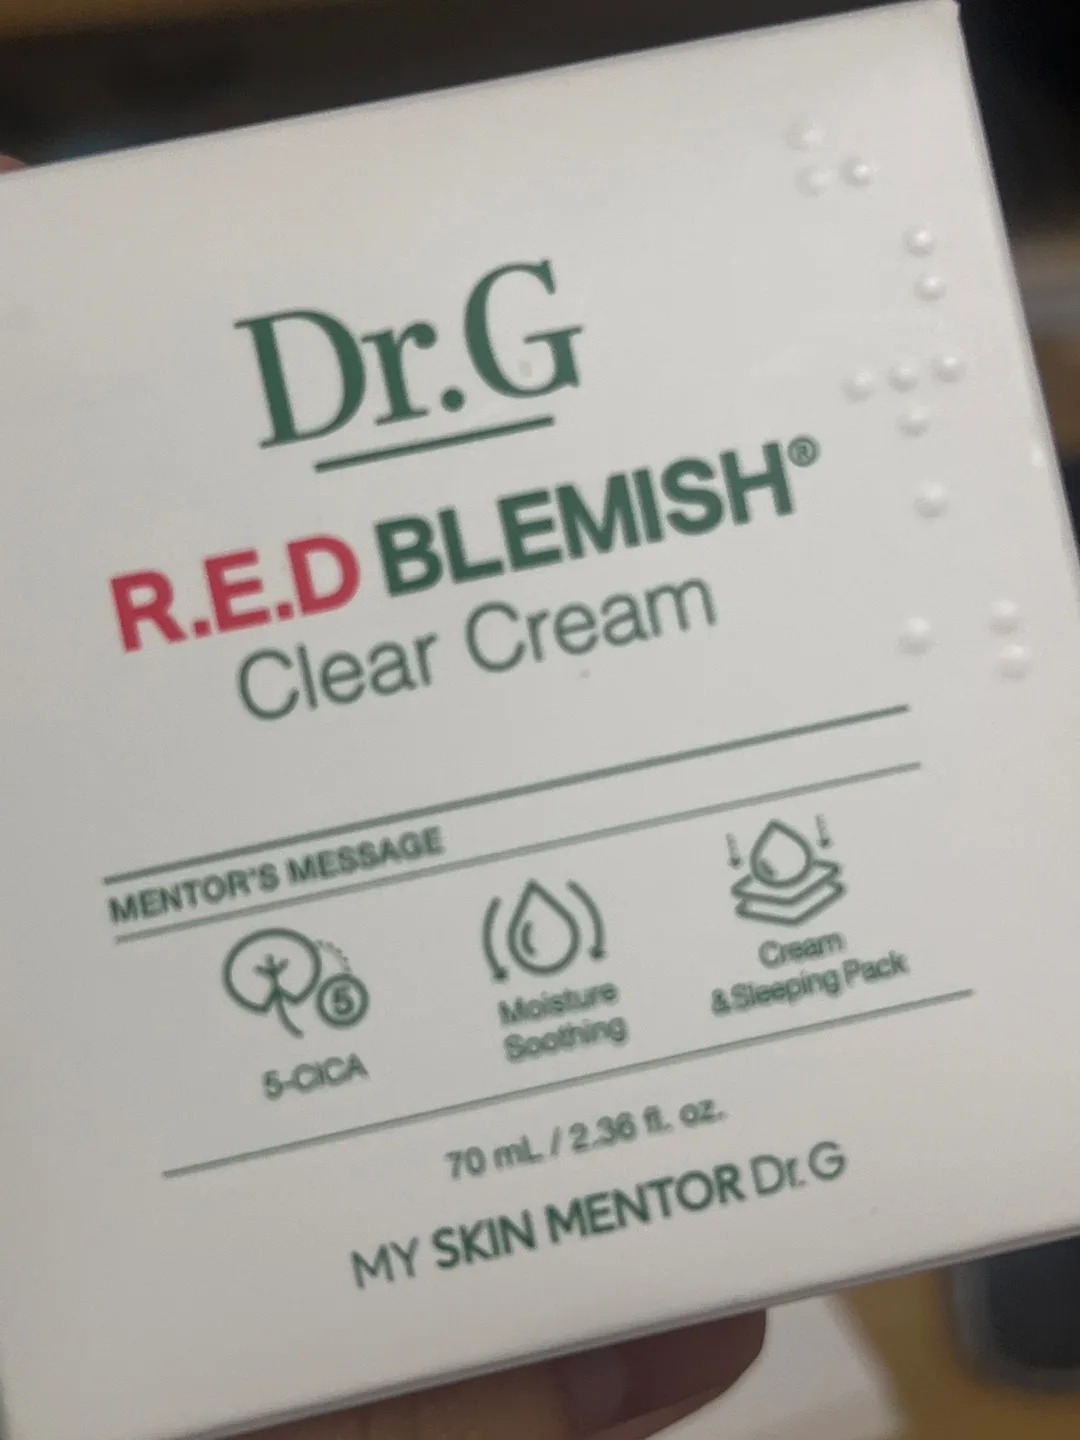 Dr.G
R.E.D BLEMISH®
Clear Cream
MENTOR'S MESSAGE
5
5-CICA
Moisture
Soothing
Cream
&Sleeping Pack
70 mL / 2.36 fl. oz.
MY SKIN MENTOR Dr.G